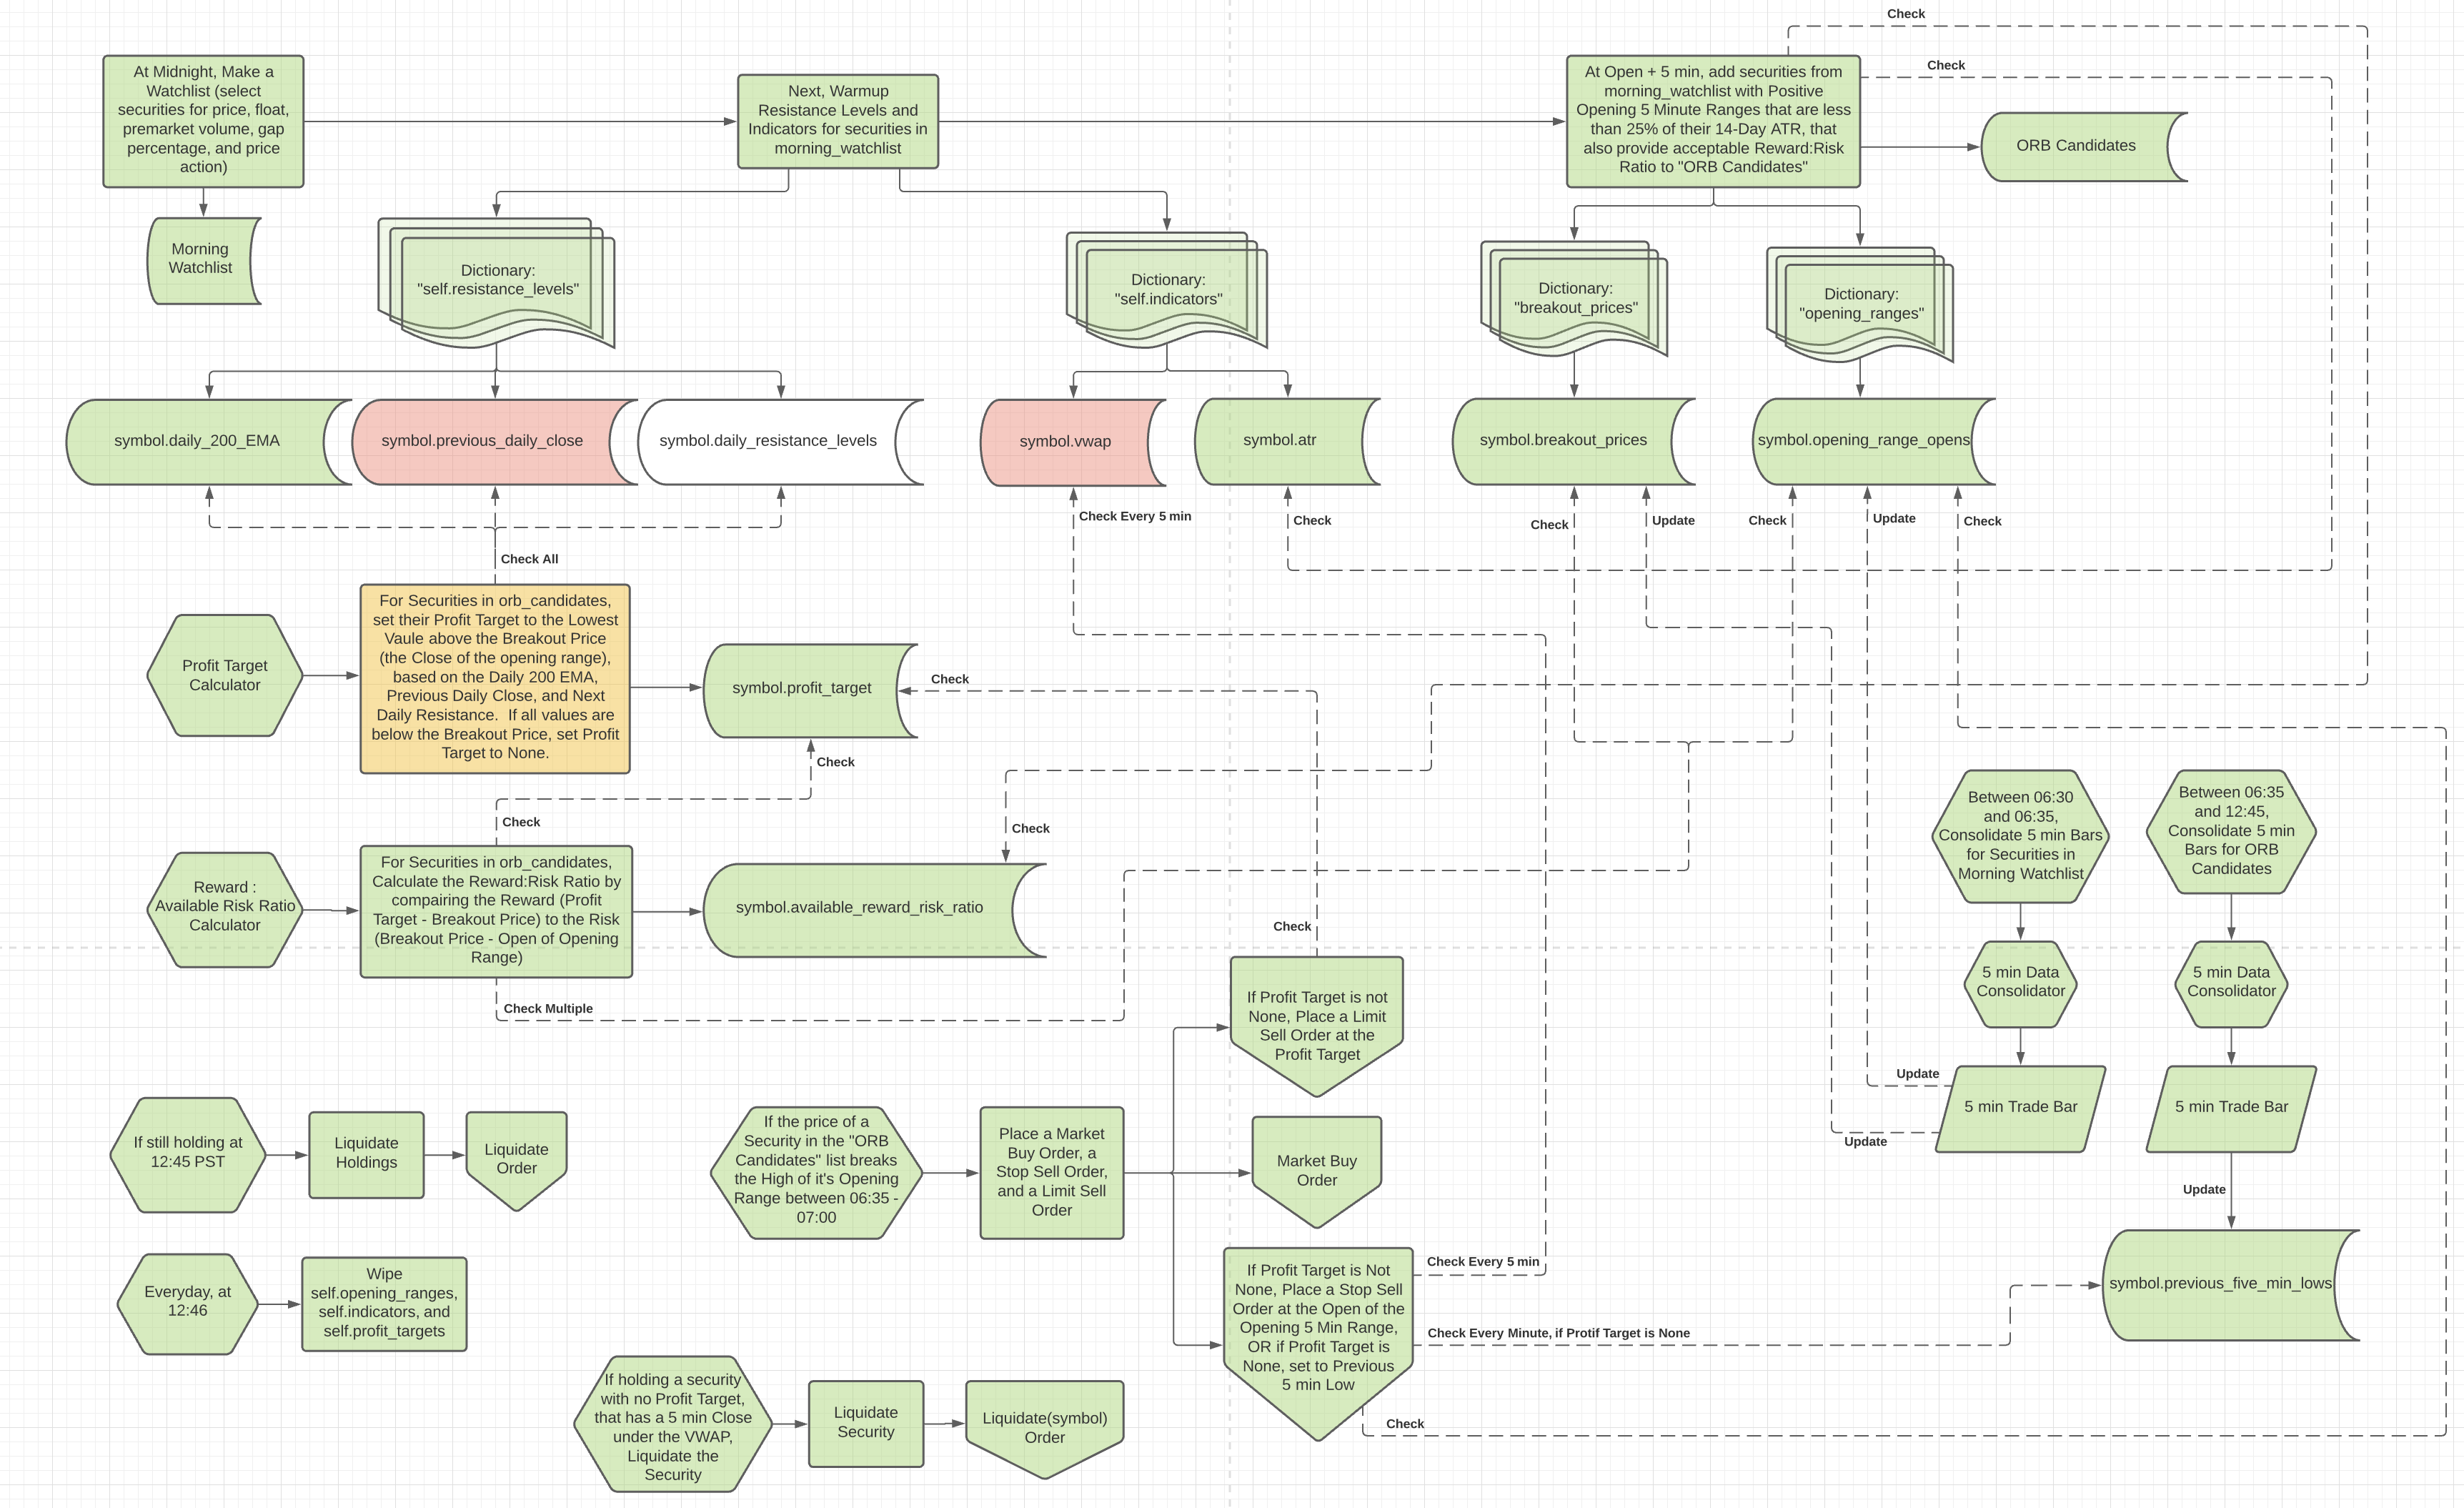 Check
Check
At Midnight, Make a
Watchlist (select
securities for price, float,
premarket volume, gap
percentage, and price
action)
Next, Warmup
Resistance Levels and
Indicators for securities in
morning_watchlist
At Open + 5 min, add securities from
morning_watchlist with Positive
Opening 5 Minute Ranges that are less
than 25% of their 14-Day ATR, that
also provide acceptable Reward:Risk
Ratio to "ORB Candidates"
ORB Candidates
Morning
Watchlist
Dictionary:
"self.resistance_levels"
Dictionary:
"self.indicators"
Dictionary:
"breakout_prices"
Dictionary:
"opening_ranges"
symbol.daily_200_EMA
symbol.previous_daily_close
symbol.daily_resistance_levels
symbol.vwap
symbol.atr
symbol.breakout_prices
symbol.opening_range_opens
Check Every 5 min
Check
Check
Update
Check
Update
Check
Check All
Profit Target
Calculator
For Securities in orb_candidates,
set their Profit Target to the Lowest
Vaule above the Breakout Price
(the Close of the opening range),
based on the Daily 200 EMA,
Previous Daily Close, and Next
Daily Resistance.  If all values are
below the Breakout Price, set Profit
Target to None.
symbol.profit_target
Check
Check
Check
Check
Reward :
Available Risk Ratio
Calculator
For Securities in orb_candidates,
Calculate the Reward:Risk Ratio by
compairing the Reward (Profit
Target - Breakout Price) to the Risk
(Breakout Price - Open of Opening
Range)
symbol.available_reward_risk_ratio
Check Multiple
Check
Between 06:30
and 06:35,
Consolidate 5 min Bars
for Securities in
Morning Watchlist
Between 06:35
and 12:45,
Consolidate 5 min
Bars for ORB
Candidates
5 min Data
Consolidator
5 min Data
Consolidator
If Profit Target is not
None, Place a Limit
Sell Order at the
Profit Target
Update
5 min Trade Bar
5 min Trade Bar
Update
Update
If still holding at
12:45 PST
Liquidate
Holdings
Liquidate
Order
If the price of a
Security in the "ORB
Candidates" list breaks
the High of it's Opening
Range between 06:35 -
07:00
Place a Market
Buy Order, a
Stop Sell Order,
and a Limit Sell
Order
Market Buy
Order
Everyday, at
12:46
Wipe
self.opening_ranges,
self.indicators, and
self.profit_targets
If Profit Target is Not
None, Place a Stop Sell
Order at the Open of the
Opening 5 Min Range,
OR if Profit Target is
None, set to Previous
5 min Low
Check Every 5 min
Check Every Minute, if Protif Target is None
Check
symbol.previous_five_min_lows
If holding a security
with no Profit Target,
that has a 5 min Close
under the VWAP,
Liquidate the
Security
Liquidate
Security
Liquidate(symbol)
Order